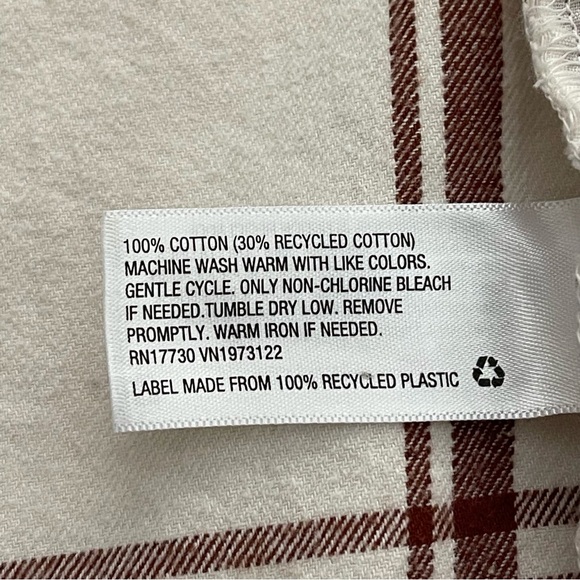 100% COTTON (30% RECYCLED COTTON)
MACHINE WASH WARM WITH LIKE COLORS.
GENTLE CYCLE. ONLY NON-CHLORINE BLEACH
IF NEEDED.TUMBLE DRY LOW. REMOVE
PROMPTLY. WARM IRON IF NEEDED.
RN17730 VN1973122
LABEL MADE FROM 100% RECYCLED PLASTIC